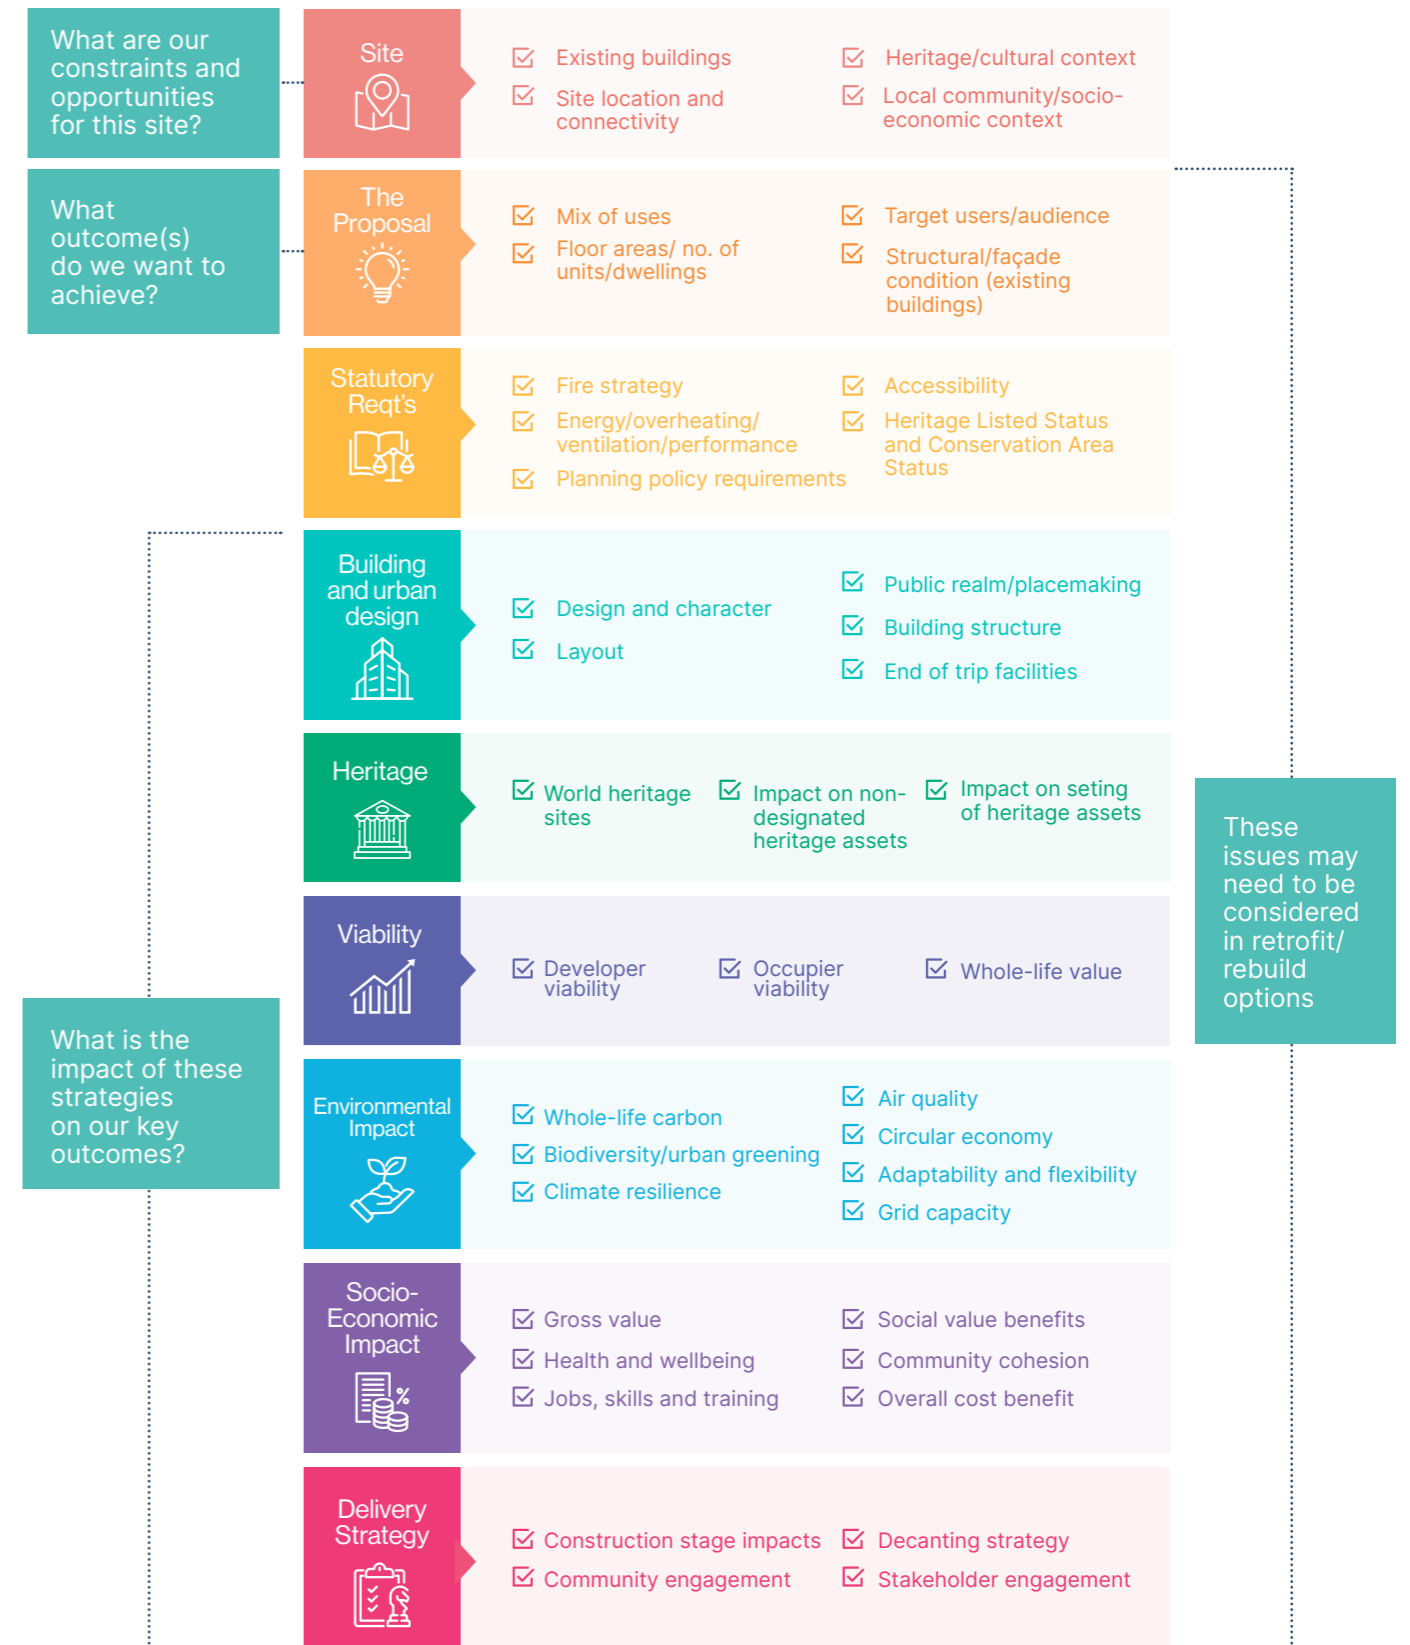 What are our
constraints and
opportunities
for this site?
Site
Existing buildings
Site location and
connectivity
Heritage/cultural context
Local community/socio-
economic context
What
outcome(s)
do we want to
achieve?
The
Proposal
Mix of uses
Floor areas/ no. of
units/dwellings
Target users/audience
Structural/façade
condition (existing
buildings)
Statutory
Reqt's
Fire strategy
Energy/overheating/
ventilation/performance
Planning policy requirements
Accessibility
Heritage Listed Status
and Conservation Area
Status
Building
and urban
design
Design and character
Layout
Public realm/placemaking
Building structure
End of trip facilities
Heritage
World heritage
sites
Impact on non-
designated
heritage assets
Impact on seting
of heritage assets
These
issues may
need to be
considered
in retrofit/
rebuild
options
Viability
Developer
viability
Occupier
viability
Whole-life value
What is the
impact of these
strategies
on our key
outcomes?
Environmental
Impact
Whole-life carbon
Biodiversity/urban greening
Climate resilience
Air quality
Circular economy
Adaptability and flexibility
Grid capacity
Socio-
Economic
Impact
%
Gross value
Health and wellbeing
Jobs, skills and training
Social value benefits
Community cohesion
Overall cost benefit
Delivery
Strategy
Construction stage impacts
Community engagement
Decanting strategy
Stakeholder engagement